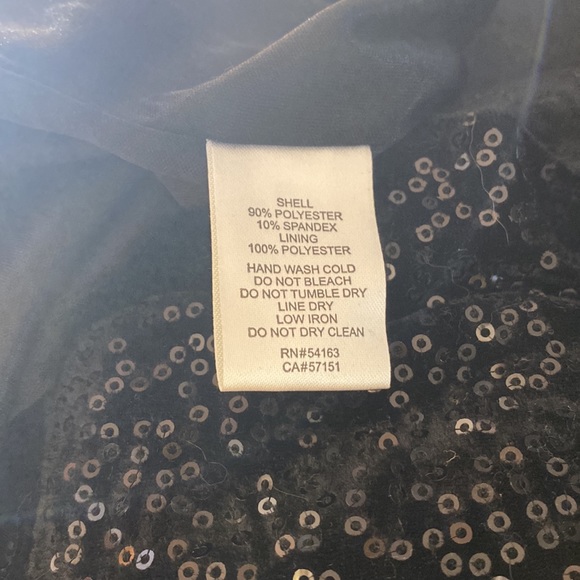 SHELL
90% POLYESTER
10% SPANDEX
LINING
100% POLYESTER
HAND WASH COLD
DO NOT BLEACH
DO NOT TUMBLE DRY
LINE DRY
LOW IRON
DO NOT DRY CLEAN
RN#54163
CA#57151